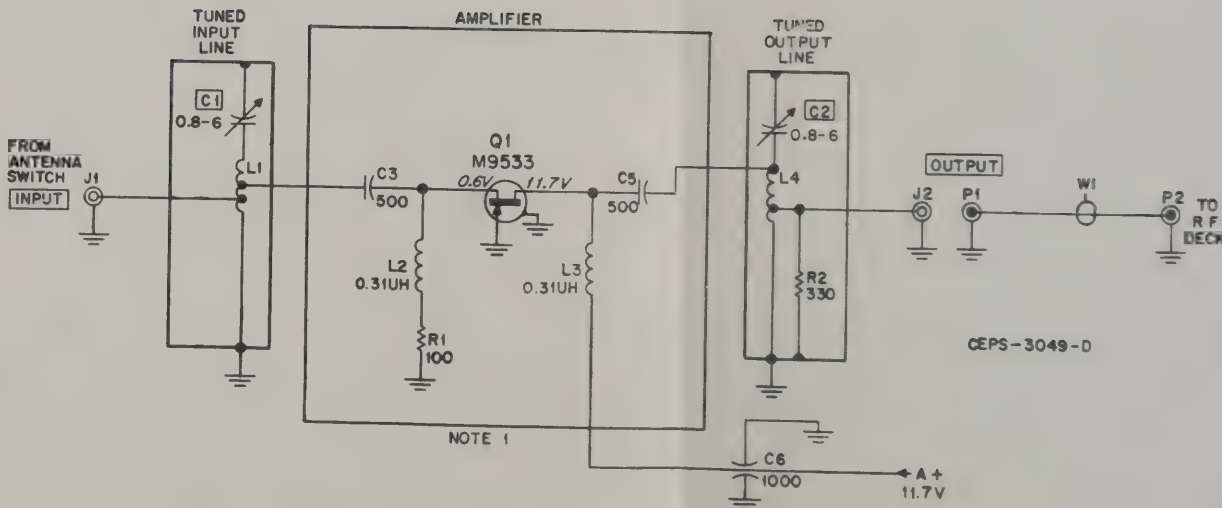 TUNED
INPUT
LINE
AMPLIFIER
TUNED
OUTPUT
LINE
C1
0.8-6
C2
0.8-6
FROM
ANTENNA
SWITCH
INPUT
J1
L1
C3
500
Q1
M9533
0.6V
11.7V
C5
500
L4
OUTPUT
J2
P1
W1
P2
TO
RF
DECK
L2
0.31UH
L3
0.31UH
R1
100
R2
330
CEPS-3049-D
NOTE 1
C6
1000
A+
11.7V